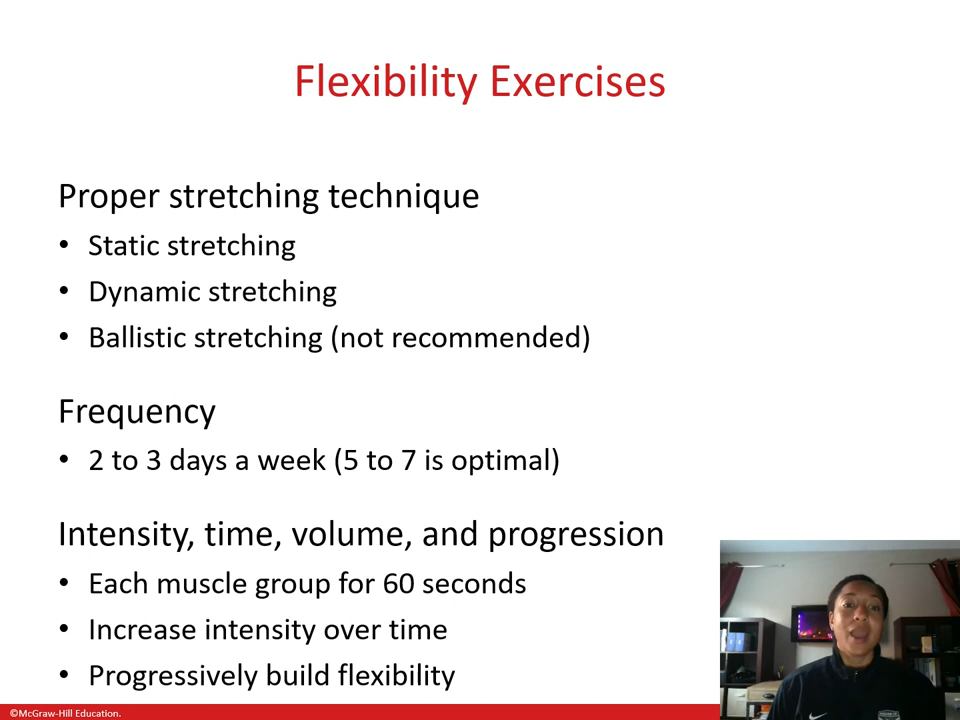 Flexibility Exercises
Proper stretching technique
• Static stretching
• Dynamic stretching
• Ballistic stretching (not recommended)
Frequency
• 2 to 3 days a week (5 to 7 is optimal)
Intensity, time, volume, and progression
• Each muscle group for 60 seconds
• Increase intensity over time
• Progressively build flexibility
©McGraw-Hill Education.